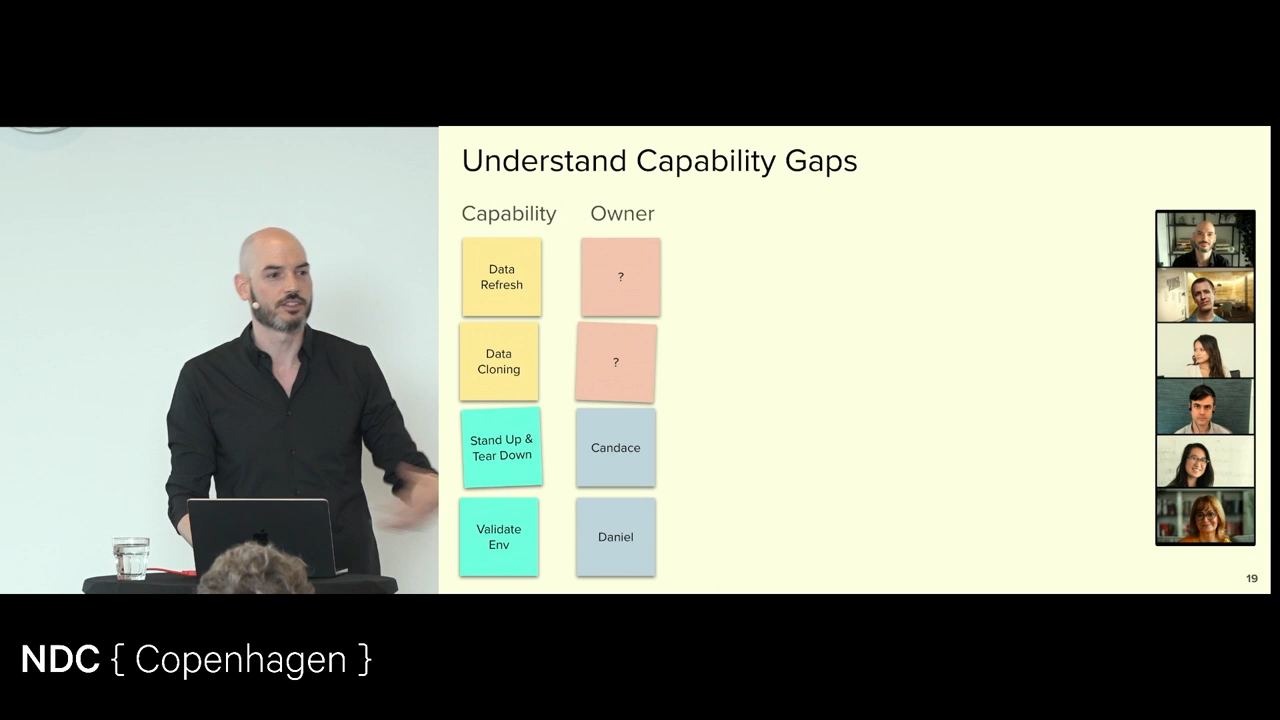 Understand Capability Gaps
Capability
Owner
Data
Refresh
?
Data
Cloning
?
Stand Up &
Tear Down
Candace
Validate
Env
Daniel
19
NDC { Copenhagen }